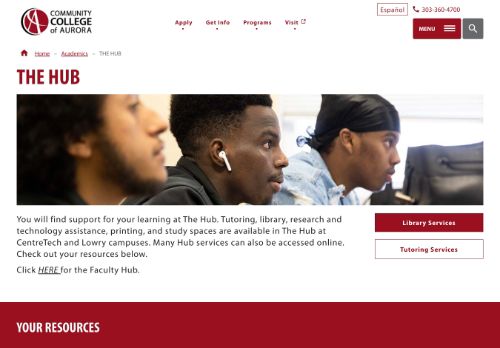 COMMUNITY
COLLEGE
of AURORA
Español
303-360-4700
Apply
Get Info
Programs
Visit
MENU
Home – Academics – THE HUB
THE HUB
You will find support for your learning at The Hub. Tutoring, library, research and
technology assistance, printing, and study spaces are available in The Hub at
CentreTech and Lowry campuses. Many Hub services can also be accessed online.
Check out your resources below.
Click HERE for the Faculty Hub.
Library Services
Tutoring Services
YOUR RESOURCES